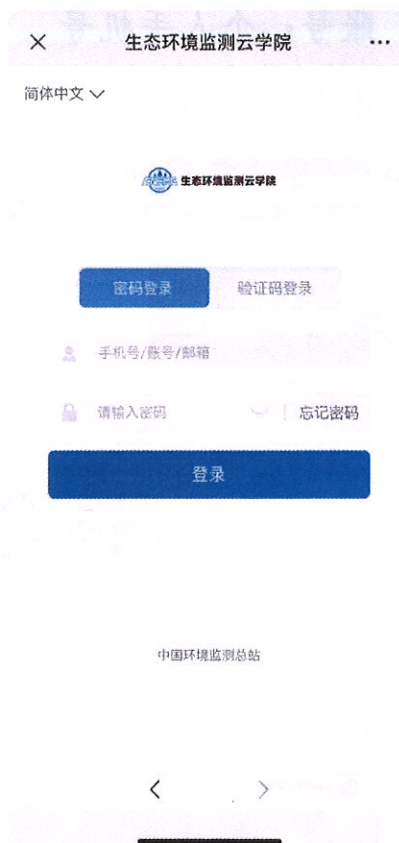 生态环境监测云学院
简体中文
生态环境监测云学院
密码登录 验证码登录
手机号/账号/邮箱
请输入密码 忘记密码
登录
中国环境监测总站